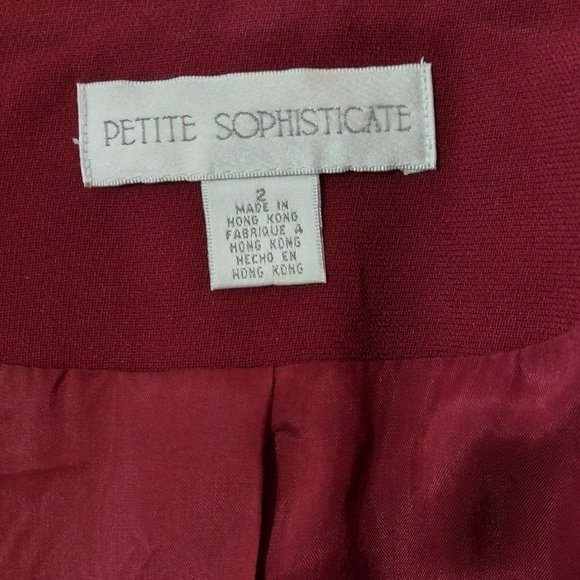 PETITE SOPHISTICATE
2
MADE IN
HONG KONG
FABRIQUE A
HONG KONG
HECHO EN
HONG KONG